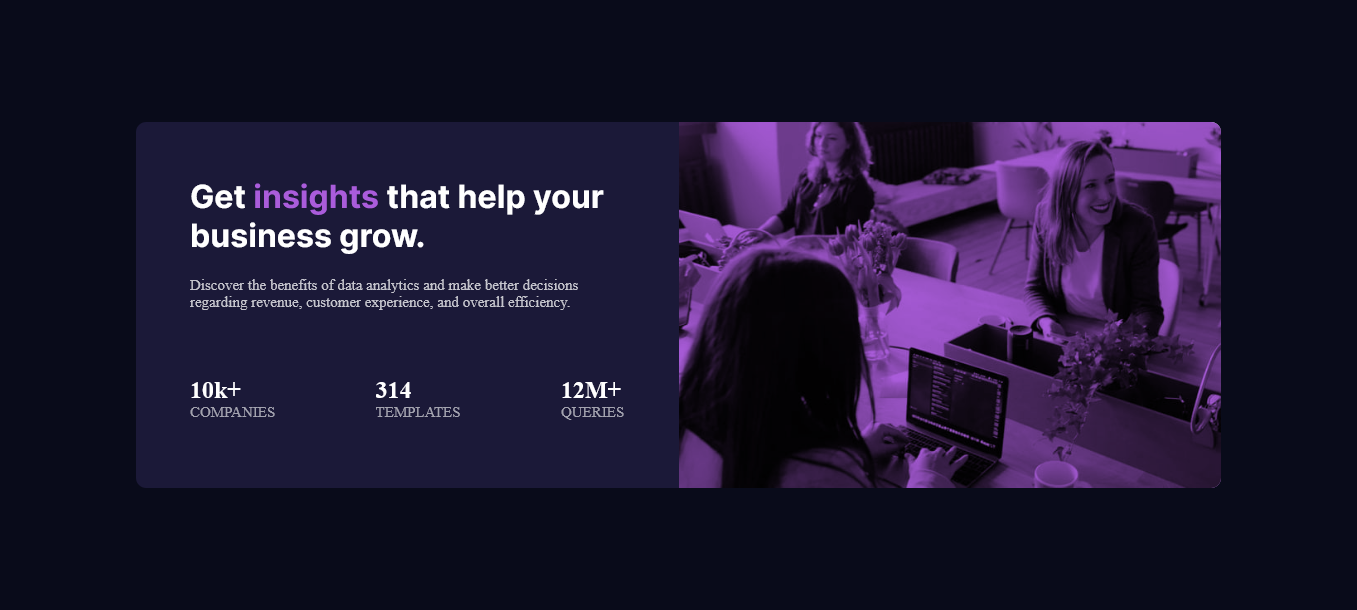 Get insights that help your
business grow.
Discover the benefits of data analytics and make better decisions
regarding revenue, customer experience, and overall efficiency.
10k+ 314 12M+
COMPANIES TEMPLATES QUERIES